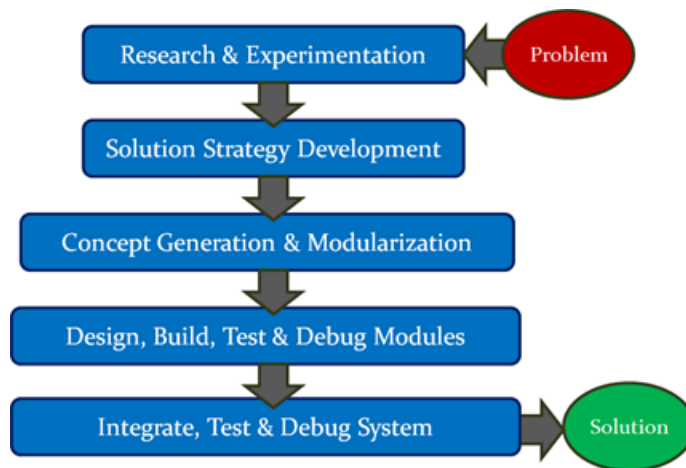 Research & Experimentation
Problem
Solution Strategy Development
Concept Generation & Modularization
Design, Build, Test & Debug Modules
Integrate, Test & Debug System
Solution